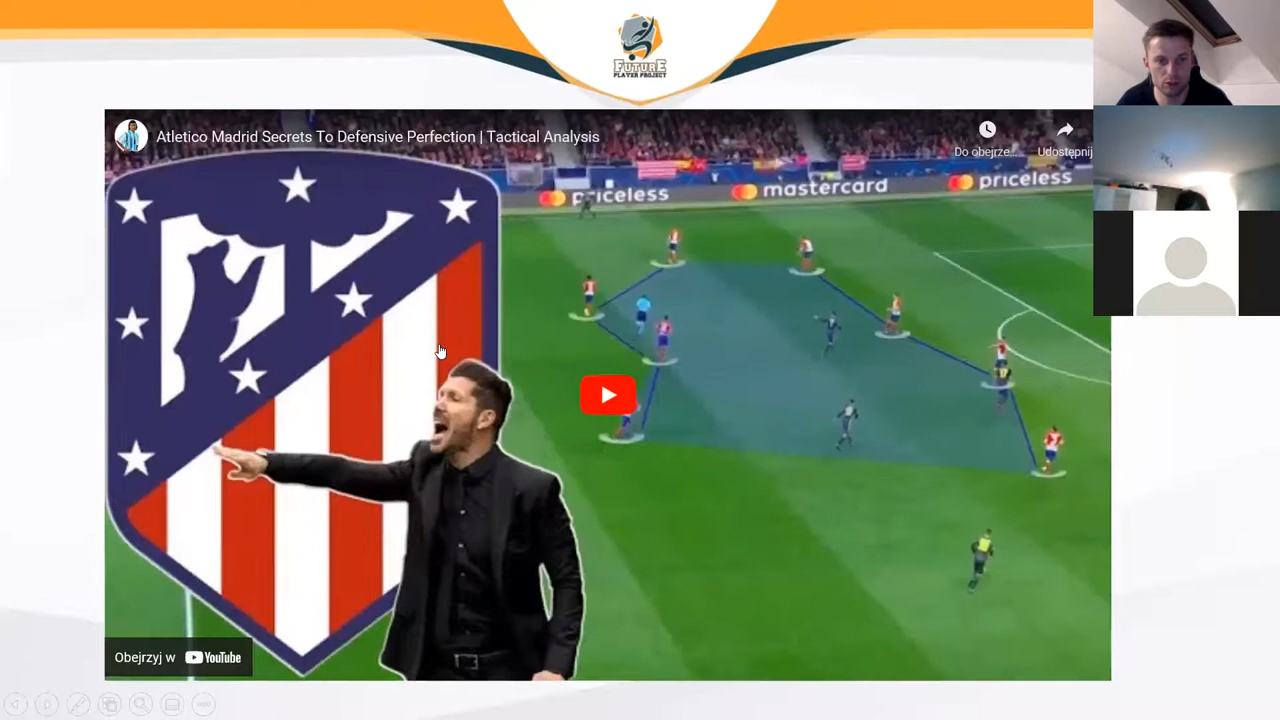 FUTURE
PLAYER PROJECT
Atletico Madrid Secrets To Defensive Perfection | Tactical Analysis
Do obejrze...
Udostępnij
priceless
mastercard
priceless
Obejrzyj w YouTube